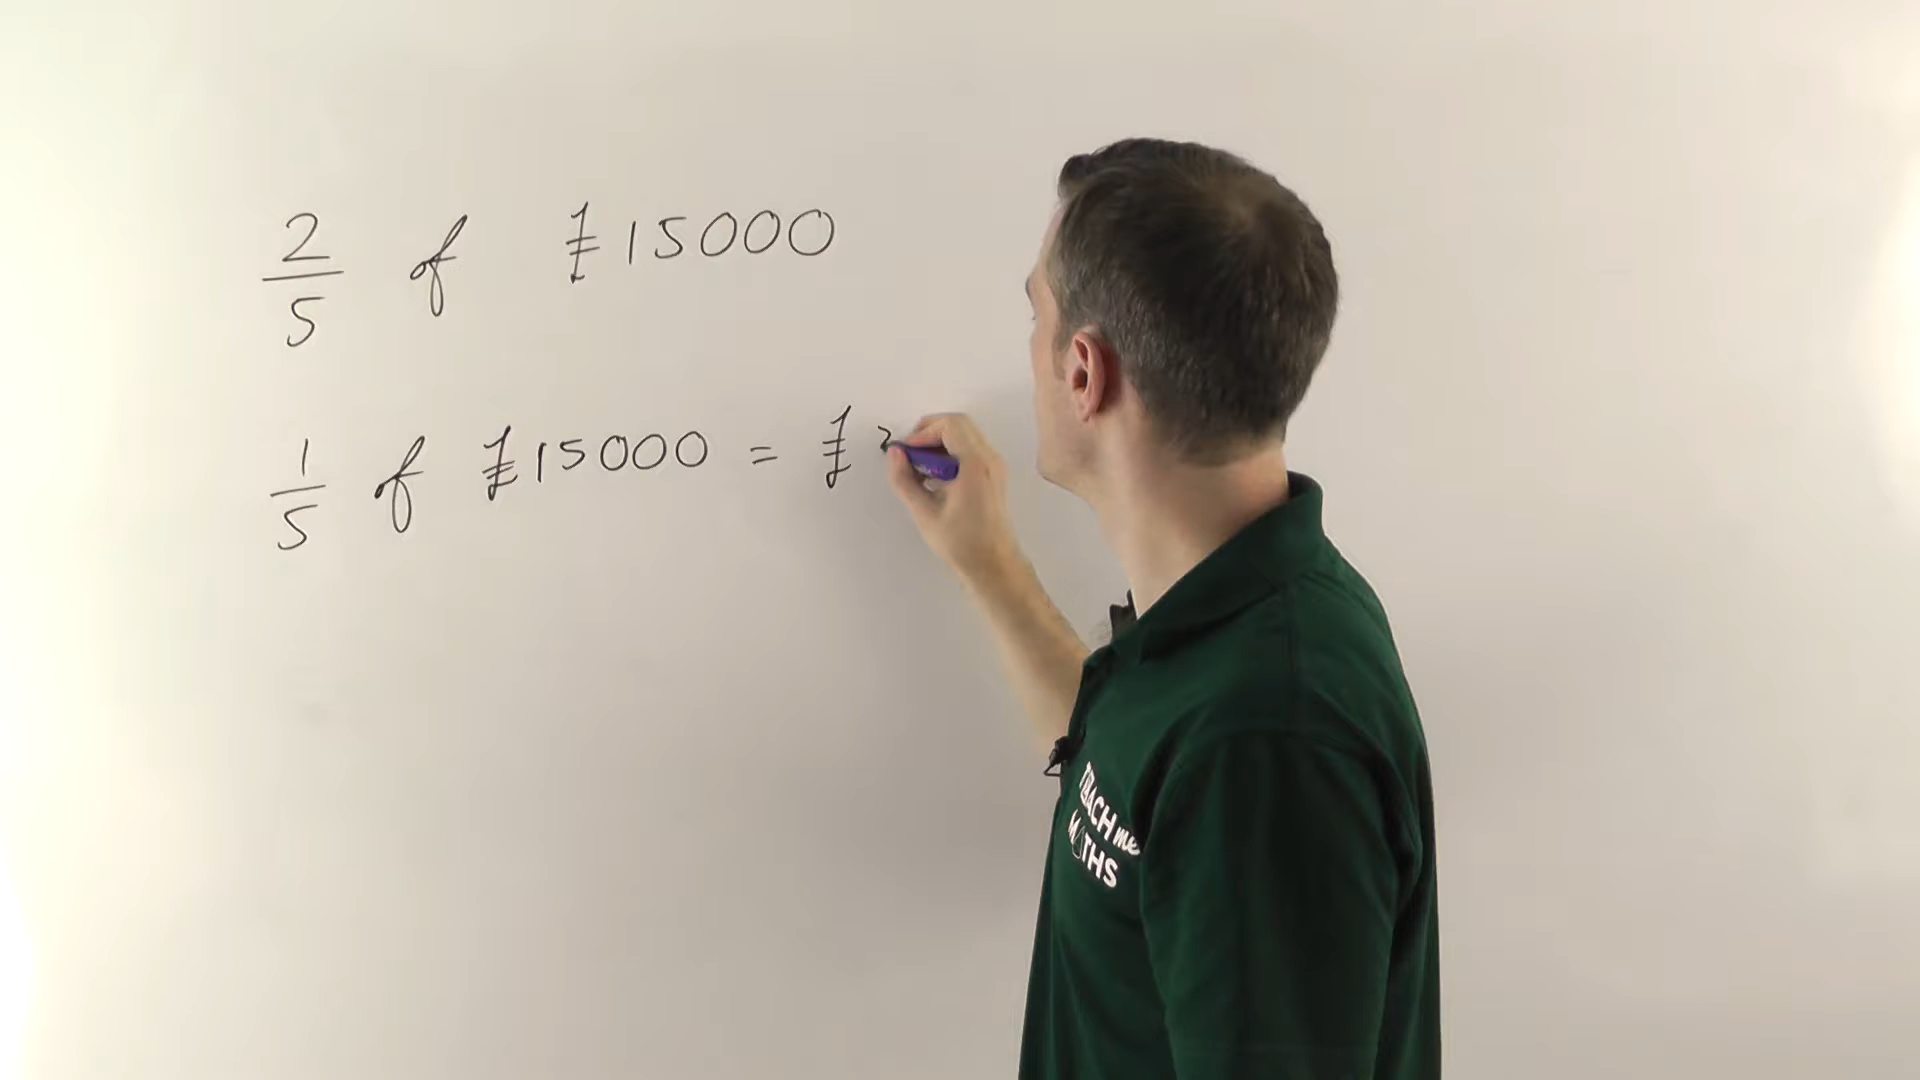 2/5 of £15000
1/5 of £15000 = £
TEACH me
MATHS